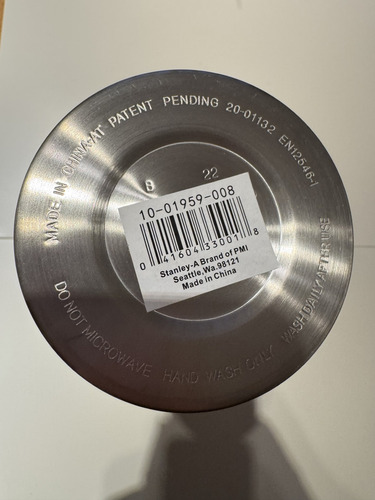 MADE IN CHINA-AT PATENT PENDING 20-01132 EN12546-1
8 22
10-01959-008
0 41604 33001 8
Stanley-A Brand of PMI
Seattle,Wa.98121
Made in China
DO NOT MICROWAVE HAND WASH ONLY WASH DAILY AFTER USE